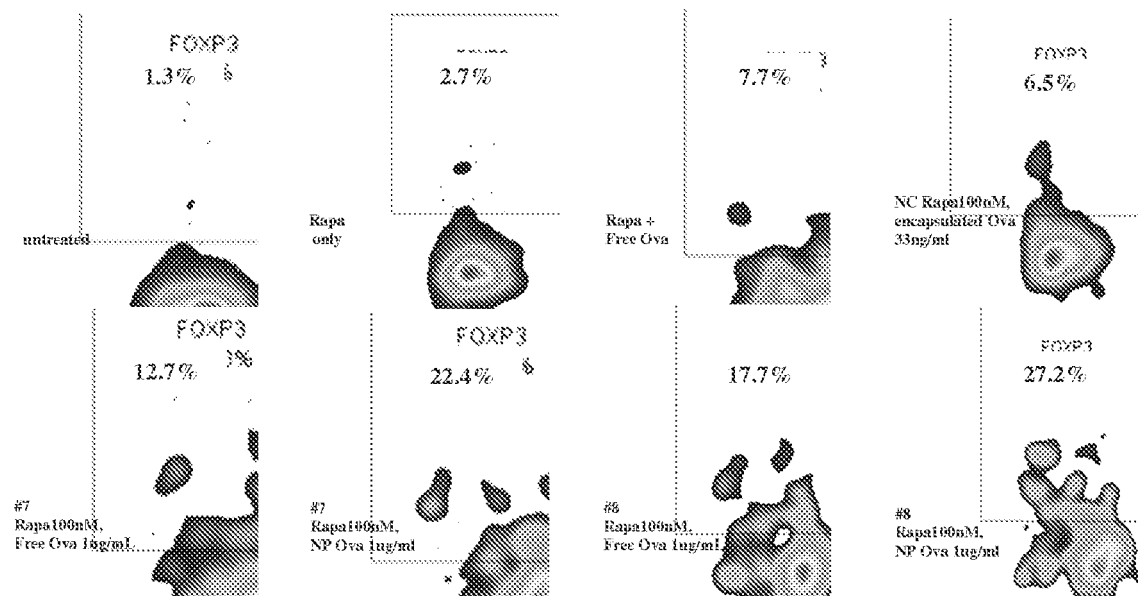 FOXP3
1.3%
untreated
2.7%
Rapa
only
7.7%
Rapa +
Free Ova
FOXP3
6.5%
NC Rapa100nM,
encapsulated Ova
33ng/ml
FOXP3
12.7%
#7
Rapa100nM,
Free Ova 1ug/mL
FOXP3
22.4%
#7
Rapa100nM,
NP Ova 1ug/ml
17.7%
#8
Rapa100nM,
Free Ova 1ug/mL
FOXP3
27.2%
#8
Rapa100nM,
NP Ova 1ug/ml